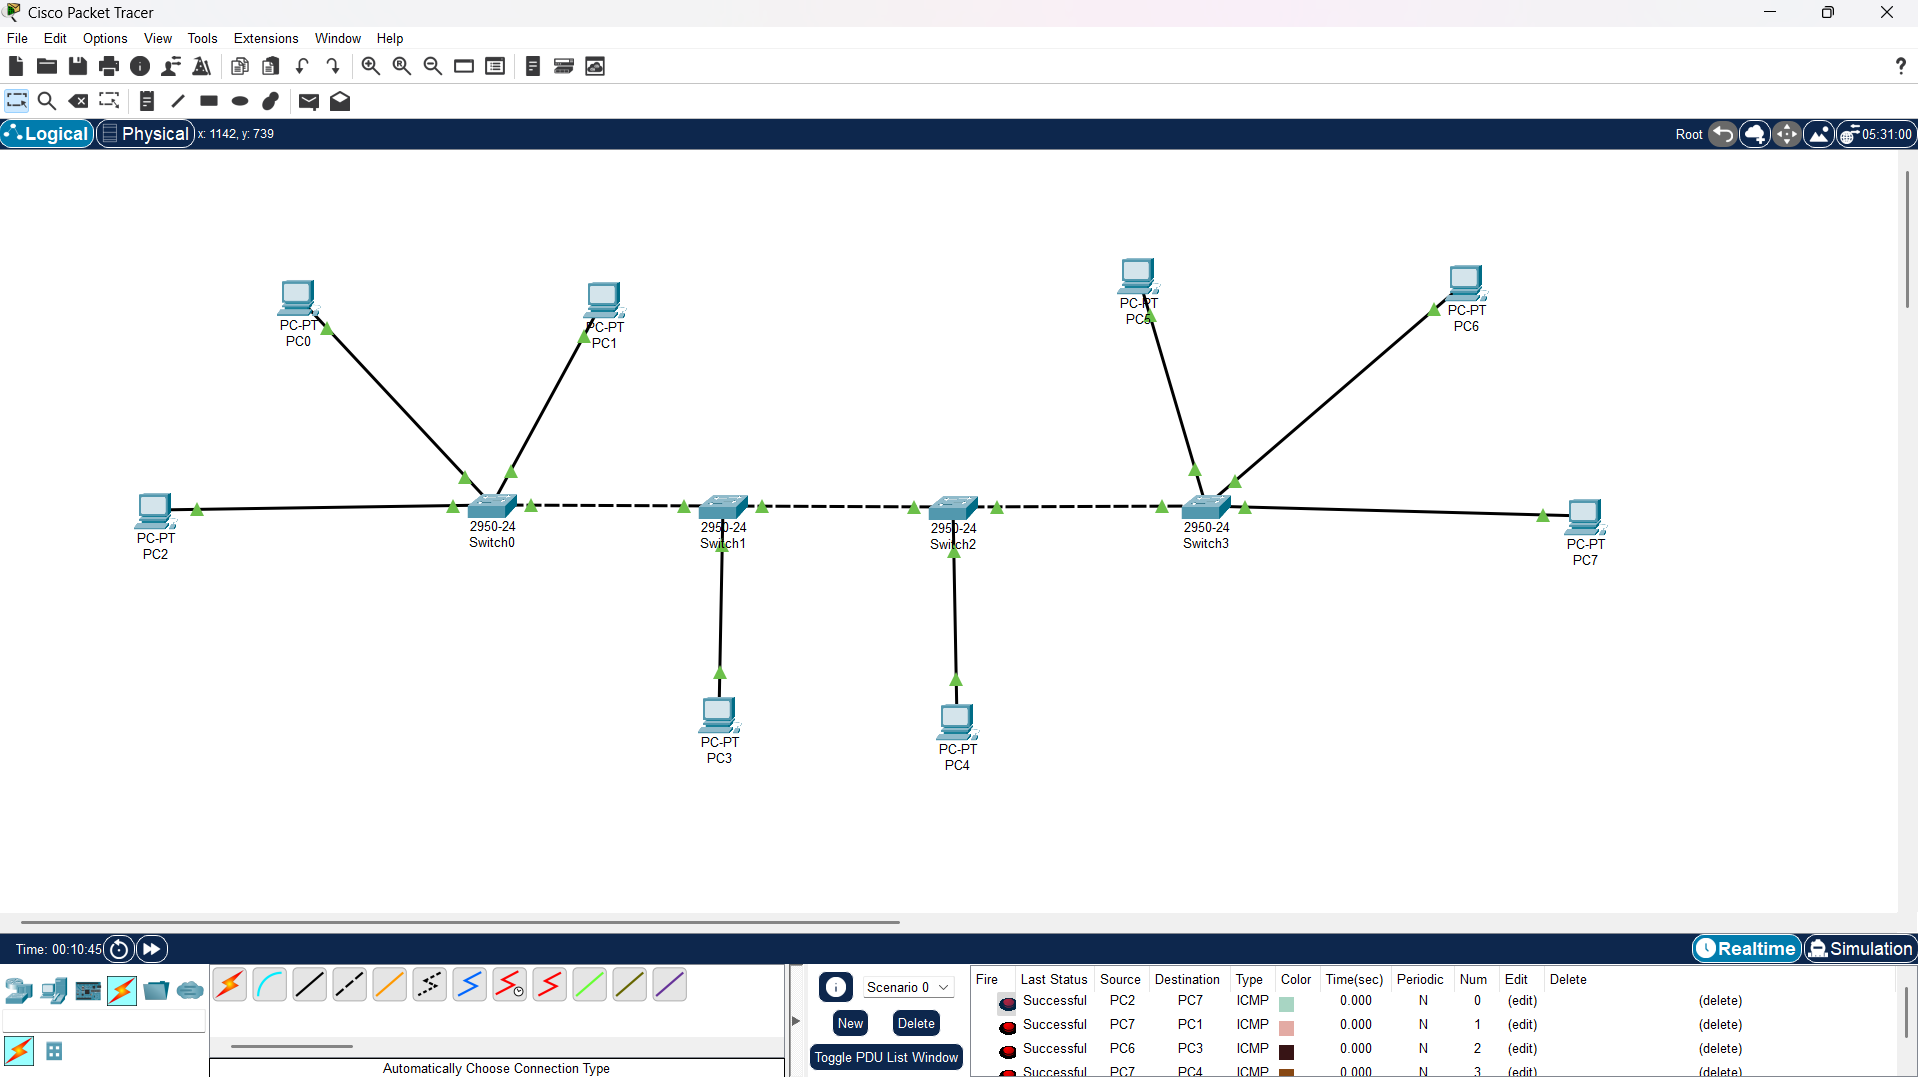 Cisco Packet Tracer
File Edit Options View Tools Extensions Window Help
Logical Physical x: 1142, y: 739 Root 05:31:00
PC-PT
PC0
PC-PT
PC1
PC-PT
PC5
PC-PT
PC6
PC-PT
PC2
2950-24
Switch0
2950-24
Switch1
2950-24
Switch2
2950-24
Switch3
PC-PT
PC7
PC-PT
PC3
PC-PT
PC4
Time: 00:10:45 Realtime Simulation
Scenario 0
New Delete
Toggle PDU List Window
Automatically Choose Connection Type
Fire Last Status Source Destination Type Color Time(sec) Periodic Num Edit Delete
Successful PC2 PC7 ICMP 0.000 N 0 (edit) (delete)
Successful PC7 PC1 ICMP 0.000 N 1 (edit) (delete)
Successful PC6 PC3 ICMP 0.000 N 2 (edit) (delete)
Successful PC7 PC4 ICMP 0.000 N 3 (edit) (delete)